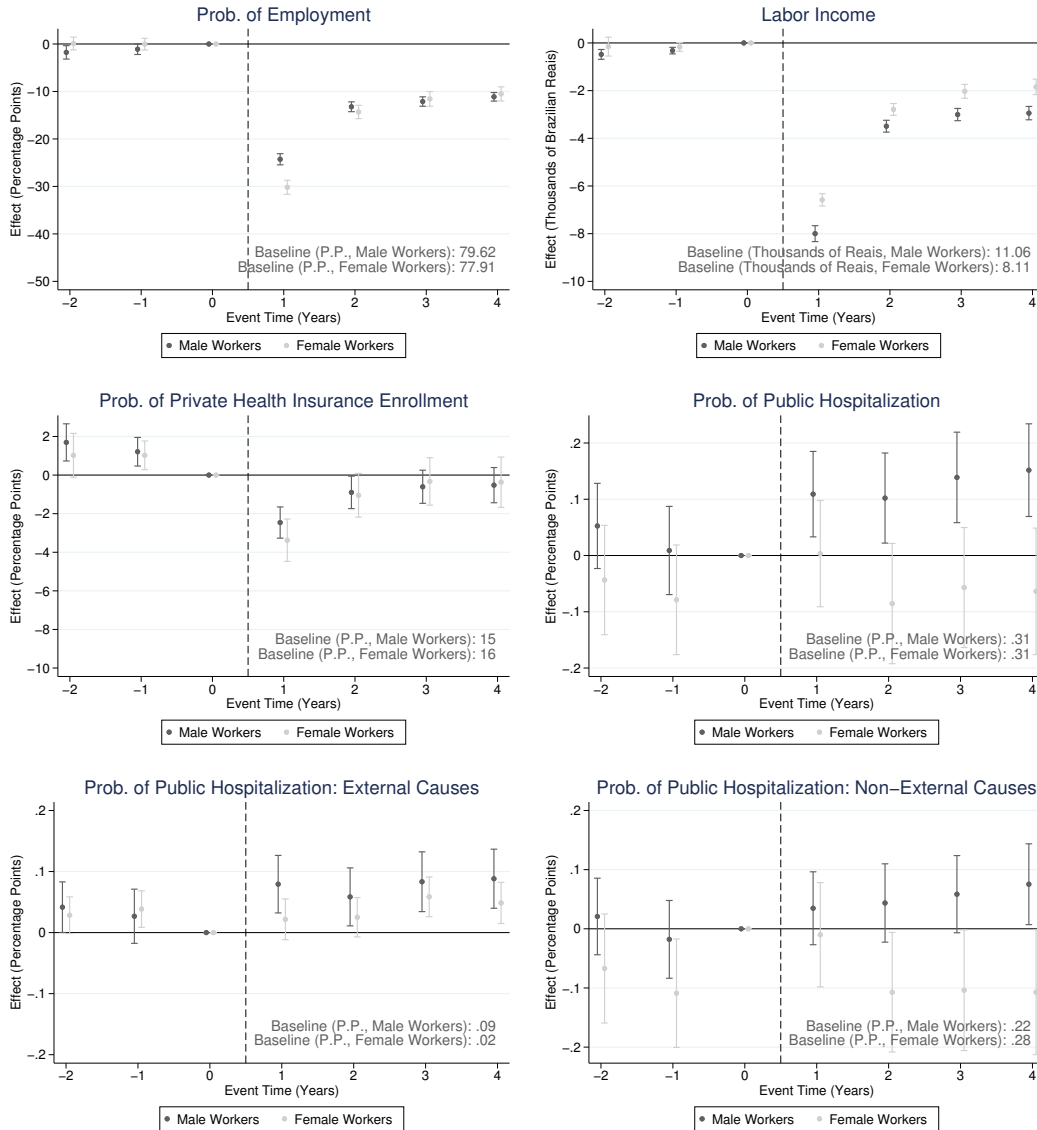 Prob. of Employment
Effect (Percentage Points)
0
−10
−20
−30
−40
−50
Baseline (P.P., Male Workers): 79.62
Baseline (P.P., Female Workers): 77.91
−2 −1 0 1 2 3 4
Event Time (Years)
Male Workers Female Workers
Labor Income
Effect (Thousands of Brazilian Reais)
0
−2
−4
−6
−8
−10
Baseline (Thousands of Reais, Male Workers): 11.06
Baseline (Thousands of Reais, Female Workers): 8.11
−2 −1 0 1 2 3 4
Event Time (Years)
Male Workers Female Workers
Prob. of Private Health Insurance Enrollment
Effect (Percentage Points)
2
0
−2
−4
−6
−8
−10
Baseline (P.P., Male Workers): 15
Baseline (P.P., Female Workers): 16
−2 −1 0 1 2 3 4
Event Time (Years)
Male Workers Female Workers
Prob. of Public Hospitalization
Effect (Percentage Points)
.2
.1
0
−.1
−.2
Baseline (P.P., Male Workers): .31
Baseline (P.P., Female Workers): .31
−2 −1 0 1 2 3 4
Event Time (Years)
Male Workers Female Workers
Prob. of Public Hospitalization: External Causes
Effect (Percentage Points)
.2
.1
0
−.1
−.2
Baseline (P.P., Male Workers): .09
Baseline (P.P., Female Workers): .02
−2 −1 0 1 2 3 4
Event Time (Years)
Male Workers Female Workers
Prob. of Public Hospitalization: Non−External Causes
Effect (Percentage Points)
.2
.1
0
−.1
−.2
Baseline (P.P., Male Workers): .22
Baseline (P.P., Female Workers): .28
−2 −1 0 1 2 3 4
Event Time (Years)
Male Workers Female Workers